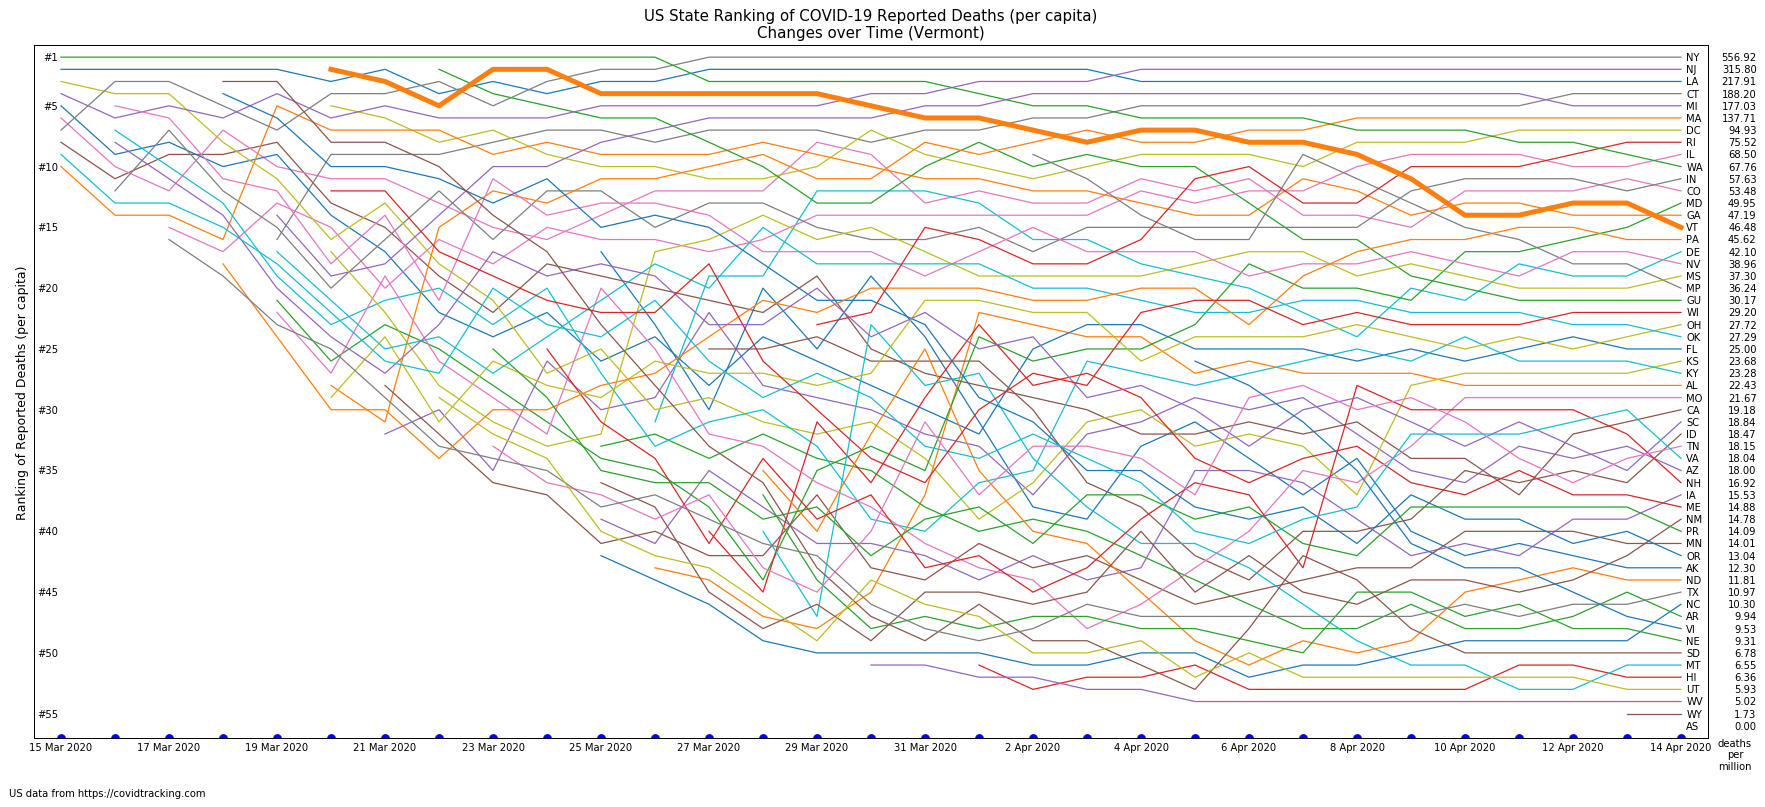 US State Ranking of COVID-19 Reported Deaths (per capita)
Changes over Time (Vermont)
Ranking of Reported Deaths (per capita)
#1
#5
#10
#15
#20
#25
#30
#35
#40
#45
#50
#55
NY 556.92
NJ 315.80
LA 217.91
CT 188.20
MI 177.03
MA 137.71
DC 94.93
RI 75.52
IL 68.50
WA 67.76
IN 57.63
CO 53.48
MD 49.95
GA 47.19
VT 46.48
PA 45.62
DE 42.10
NV 38.96
MS 37.30
MP 36.24
GU 30.17
WI 29.20
OH 27.72
OK 27.29
FL 25.00
KS 23.68
KY 23.28
AL 22.43
MO 21.67
CA 19.18
SC 18.84
ID 18.47
TN 18.15
VA 18.04
AZ 18.00
NH 16.92
IA 15.53
ME 14.88
NM 14.78
PR 14.09
MN 14.01
OR 13.04
AK 12.30
ND 11.81
TX 10.97
NC 10.30
AR 9.94
VI 9.53
NE 9.31
SD 6.78
MT 6.55
HI 6.36
UT 5.93
WV 5.02
WY 1.73
AS 0.00
15 Mar 2020 17 Mar 2020 19 Mar 2020 21 Mar 2020 23 Mar 2020 25 Mar 2020 27 Mar 2020 29 Mar 2020 31 Mar 2020 2 Apr 2020 4 Apr 2020 6 Apr 2020 8 Apr 2020 10 Apr 2020 12 Apr 2020 14 Apr 2020
deaths
per
million
US data from https://covidtracking.com